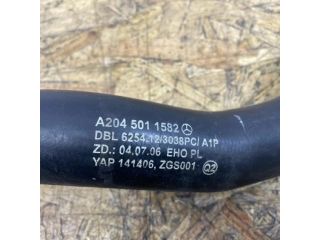 A204 501 1582
DBL 6254.12/3038PC/ A1P
ZD.: 04.07.06 EHO PL
YAP 141406, ZGS001 02